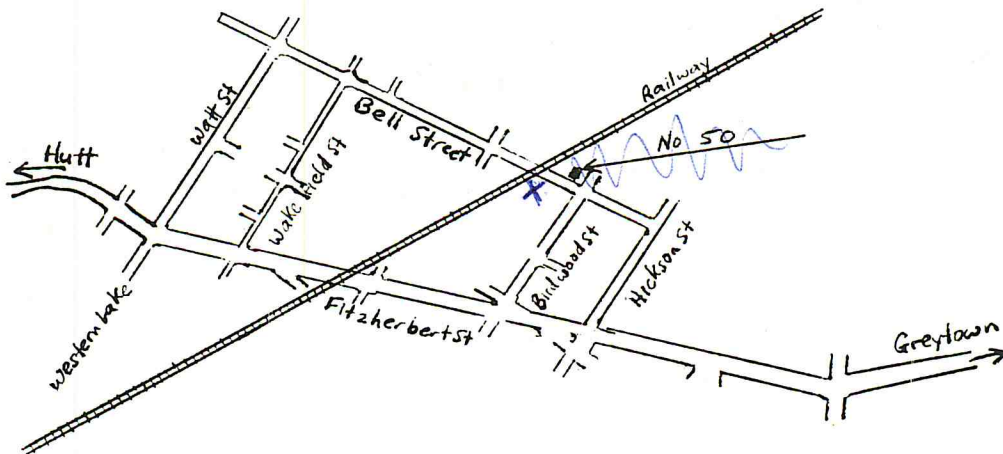 Railway
Watt St
Bell Street
No 50
Hutt
Wakefield St
Birdwood St
Hickson St
Western Lake
Fitzherbert St
Greytown